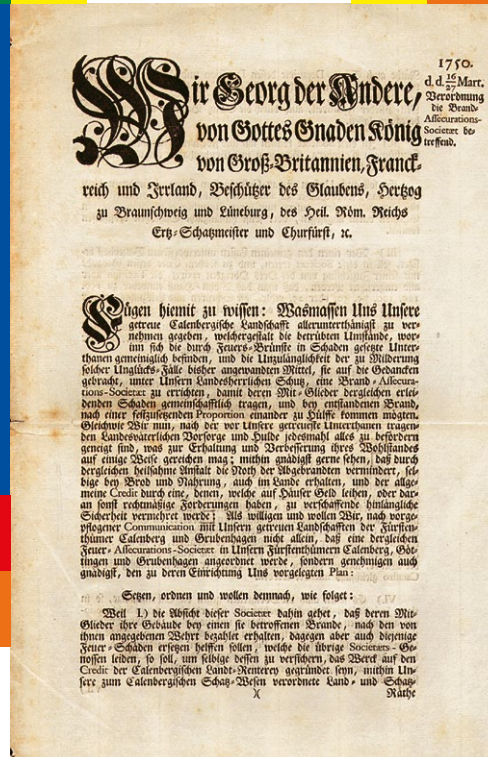 1750.
d. d. 16/27 Mart.
Verordnung
die Brand-
Assecurations-
Societæt be-
treffend.
Wir Georg der Andere,
von Gottes Gnaden König
von Groß-Britannien, Franck-
reich und Irrland, Beschützer des Glaubens, Hertzog
zu Braunschweig und Lüneburg, des Heil. Röm. Reichs
Ertz-Schatzmeister und Churfürst, ꝛc.
Fügen hiemit zu wissen: Wasmassen Uns Unsere
getreue Calenbergische Landschafft allerunterthänigst zu ver-
nehmen gegeben, welchergestalt die betrübten Umstände, wor-
inn sich die durch Feuers-Brünste in Schaden gesetzte Unter-
thanen gemeiniglich befinden, und die Unzulänglichkeit der zu Milderung
solcher Unglücks-Fälle bisher angewandten Mittel, sie auf die Gedancken
gebracht, unter Unsern Landesherrlichen Schutz, eine Brand-Assecura-
tions-Societæt zu errichten, damit deren Mit-Glieder dergleichen erlei-
denden Schaden gemeinschafftlich tragen, und bey entstandenen Brand,
nach einer festzusetzenden Proportion einander zu Hülffe kommen mögten.
Gleichwie Wir nun, nach der vor Unsere getreueste Unterthanen tragen-
den Landesväterlichen Vorsorge und Hulde jedesmahl alles zu befördern
geneigt sind, was zur Erhaltung und Verbesserung ihres Wohlstandes
auf einige Weise gereichen mag; mithin gnädigst gerne sehen, daß durch
dergleichen heilsahme Anstalt die Noth der Abgebrandten vermindert, sel-
bige bey Brod und Nahrung, auch im Lande erhalten, und der allge-
meine Credit durch eine, denen, welche auf Häuser Geld leihen, oder dar-
an sonst rechtmäßige Forderungen haben, zu verschaffende hinlängliche
Sicherheit vermehret werde; Als willigen und wollen Wir, nach vorge-
pflogener Communication mit Unsern getreuen Landschafften der Fürsten-
thümer Calenberg und Grubenhagen nicht allein, daß eine dergleichen
Feuer-Assecurations-Societæt in Unsern Fürstenthümern Calenberg, Göt-
tingen und Grubenhagen angeordnet werde, sondern genehmigen auch
gnädigst, den zu deren Einrichtung Uns vorgelegten Plan:
Setzen, ordnen und wollen demnach, wie folget:
Weil 1.) die Absicht dieser Societæt dahin gehet, daß deren Mit-
Glieder ihre Gebäude bey einen sie betroffenen Brande, nach den von
ihnen angegebenen Wehrt bezahlet erhalten, dagegen aber auch diejenige
Feuer-Schäden ersetzen helffen sollen, welche die übrige Societæts-Ge-
nossen leiden, so soll, um selbige dessen zu versichern, das Werck auf den
Credit der Calenbergischen Land-Renterey gegründet seyn, mithin Un-
sere zum Calenbergischen Schatz-Wesen verordnete Land- und Schatz-
)( Räthe